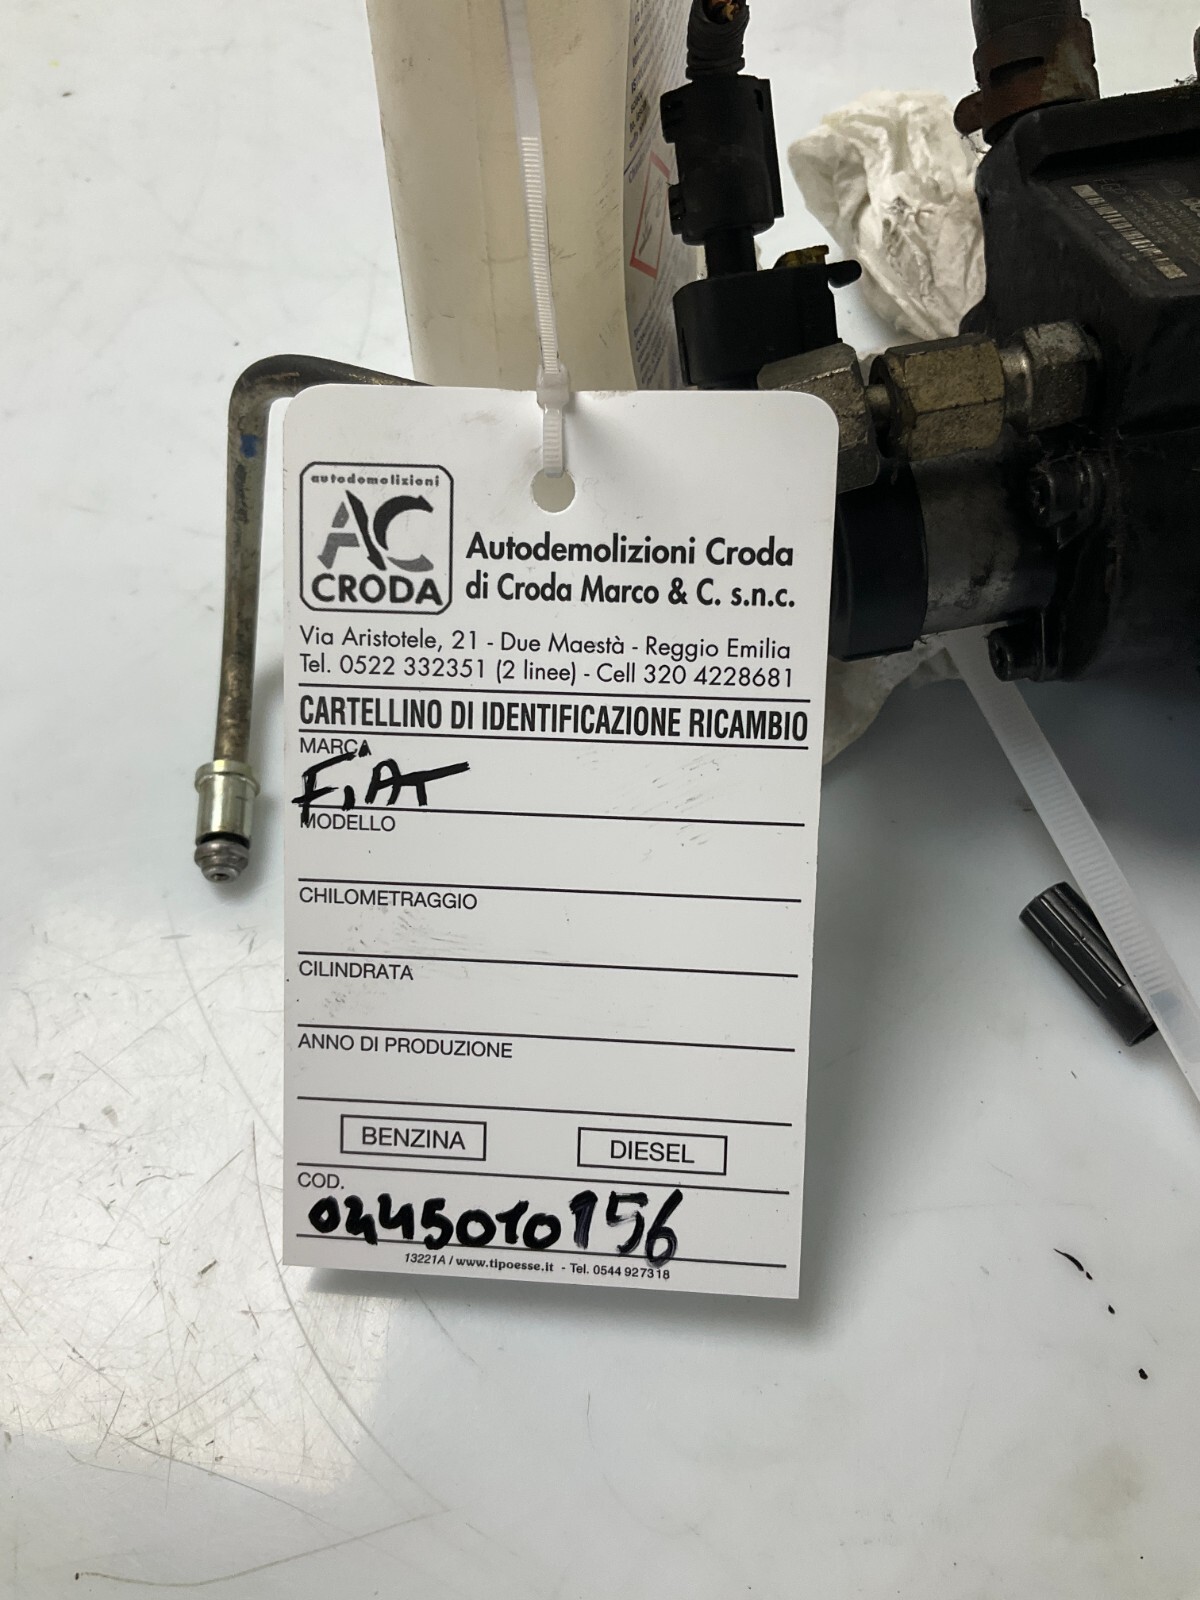 autodemolizioni
AC
CRODA
Autodemolizioni Croda
di Croda Marco & C. s.n.c.
Via Aristotele, 21 - Due Maestà - Reggio Emilia
Tel. 0522 332351 (2 linee) - Cell 320 4228681
CARTELLINO DI IDENTIFICAZIONE RICAMBIO
MARCA
FiAT
MODELLO
CHILOMETRAGGIO
CILINDRATA
ANNO DI PRODUZIONE
BENZINA
DIESEL
COD.
0445010156
13221A / www.tipoesse.it - Tel. 0544 927318